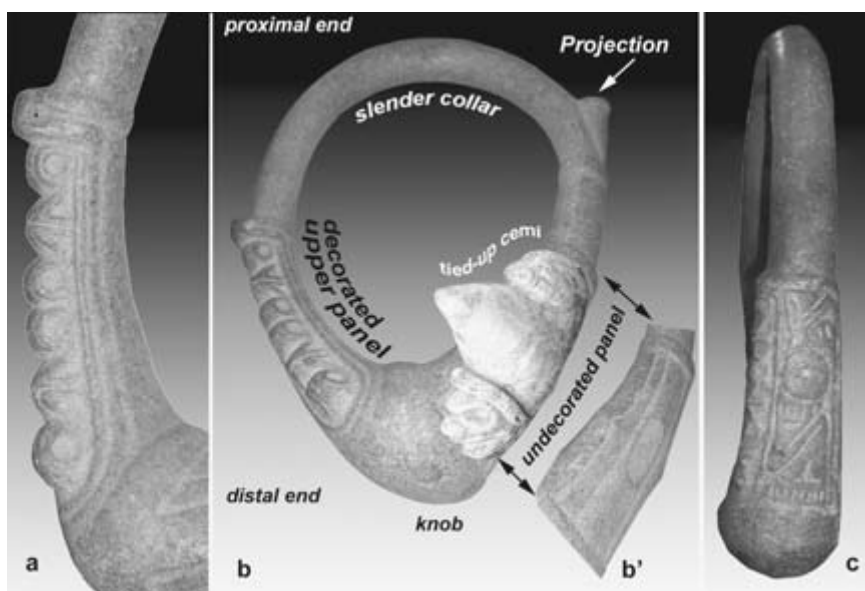 proximal end
Projection
slender collar
decorated
upper panel
tied-up cemi
undecorated panel
distal end
knob
a
b
b'
c